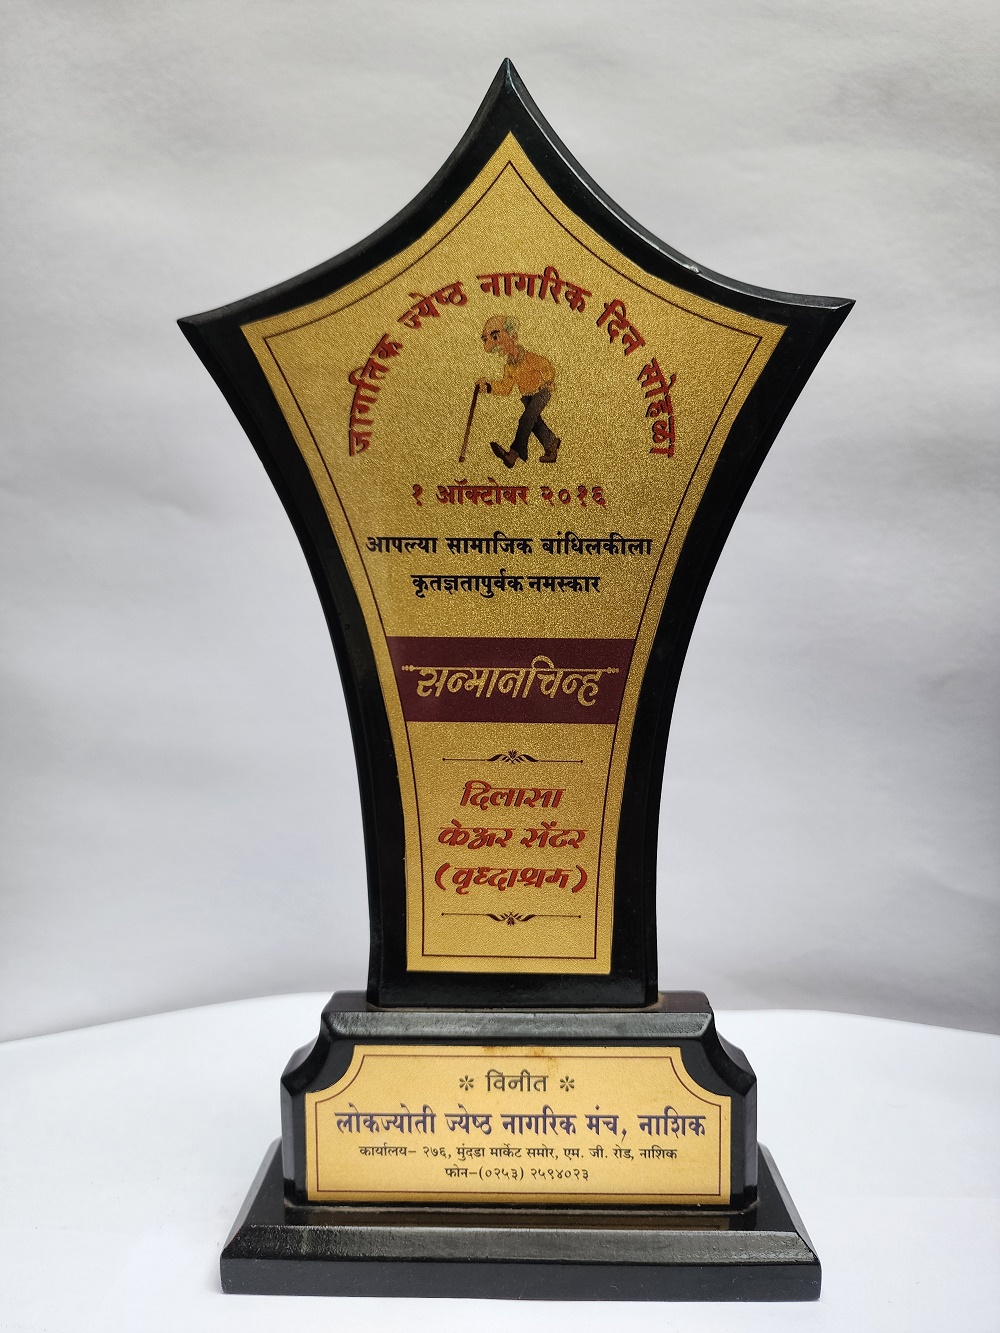 जागतिक ज्येष्ठ नागरिक दिन सोहळा
१ ऑक्टोबर २०१६
आपल्या सामाजिक बांधिलकीला
कृतज्ञतापुर्वक नमस्कार
सन्मानचिन्ह
दिलासा
केअर सेंटर
(वृध्दाश्रम)
* विनीत *
लोकज्योती ज्येष्ठ नागरिक मंच, नाशिक
कार्यालय– २७६, मुंदडा मार्केट समोर, एम. जी. रोड, नाशिक
फोन–(०२५३) २५९४०२३